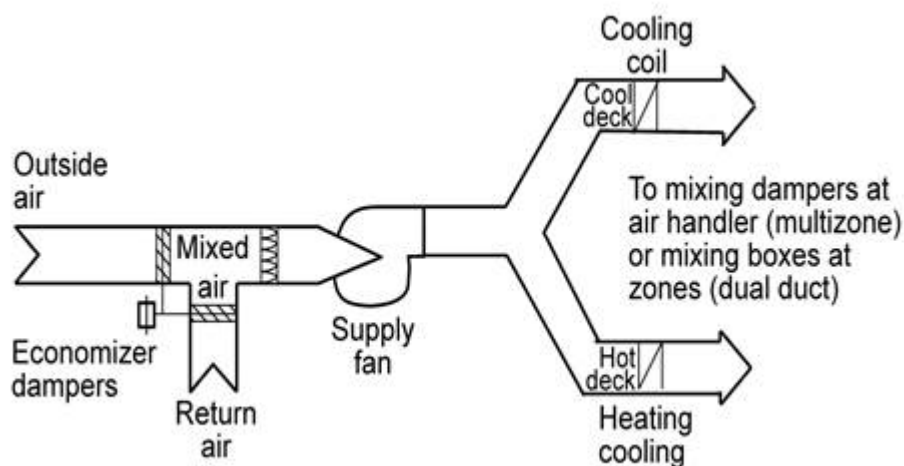 Cooling
coil
Cool
deck
Outside
air
Mixed
air
To mixing dampers at
air handler (multizone)
or mixing boxes at
zones (dual duct)
Supply
fan
Economizer
dampers
Return
air
Hot
deck
Heating
cooling